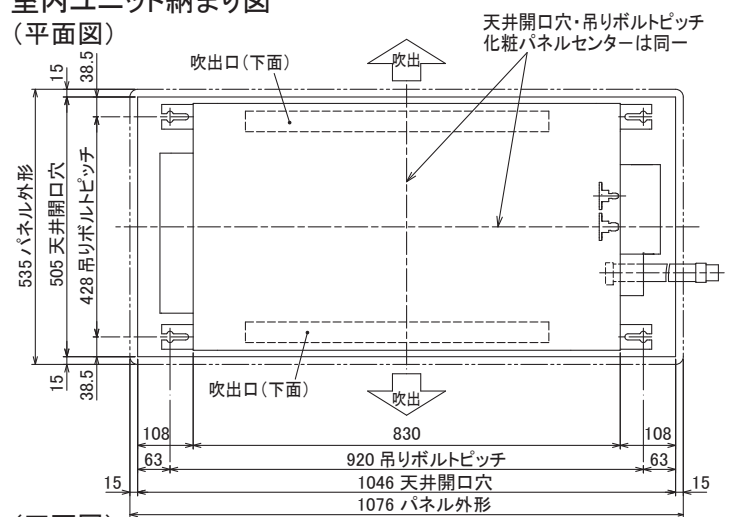 室内ユニット納まり図
(平面図)
天井開口穴・吊りボルトピッチ
化粧パネルセンターは同一
吹出口(下面)
吹出
15
38.5
535 パネル外形
505 天井開口穴
428 吊りボルトピッチ
15
38.5
吹出口(下面)
吹出
108
830
108
63
920 吊りボルトピッチ
63
15
1046 天井開口穴
15
1076 パネル外形